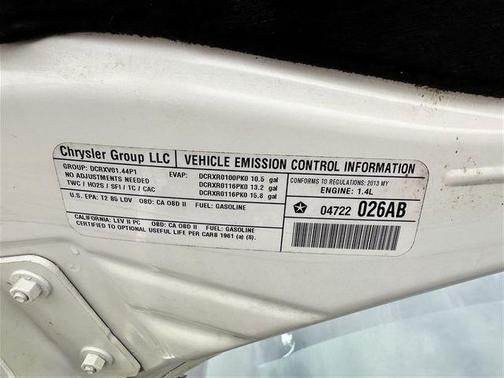 Chrysler Group LLC VEHICLE EMISSION CONTROL INFORMATION
GROUP: DCRXV01.44P1 EVAP: DCRXR0100PK0 10.5 gal
NO ADJUSTMENTS NEEDED DCRXR0116PK0 13.2 gal
TWC / HO2S / SFI / TC / CAC DCRXR0116PK0 15.8 gal
U.S. EPA: T2 B5 LDV OBD: CA OBD II FUEL: GASOLINE
CALIFORNIA: LEV II PC OBD: CA OBD II FUEL: GASOLINE
CERTIFIED TO OPTIONAL USEFUL LIFE PER CARB 1961 (a) (8).
CONFORMS TO REGULATIONS: 2013 MY
ENGINE: 1.4L
04722 026AB